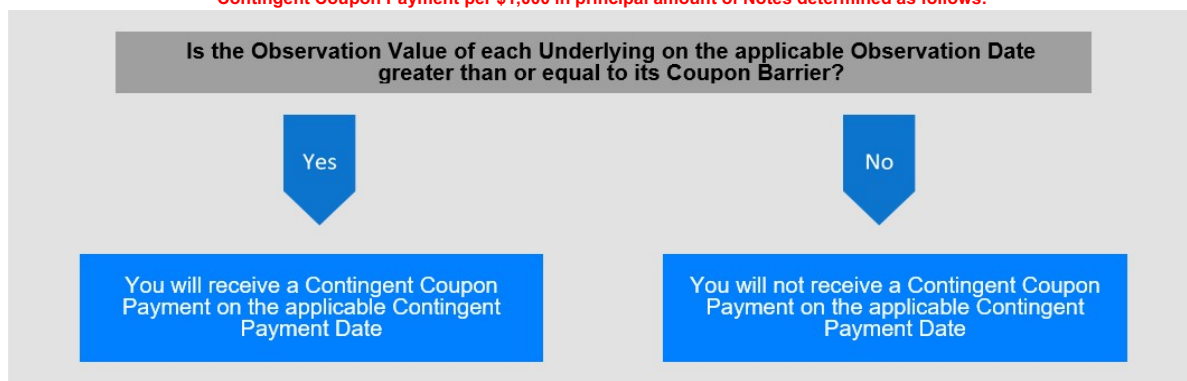 Contingent Coupon Payment per $1,000 in principal amount of Notes determined as follows:
Is the Observation Value of each Underlying on the applicable Observation Date
greater than or equal to its Coupon Barrier?
Yes
No
You will receive a Contingent Coupon
Payment on the applicable Contingent
Payment Date
You will not receive a Contingent Coupon
Payment on the applicable Contingent
Payment Date